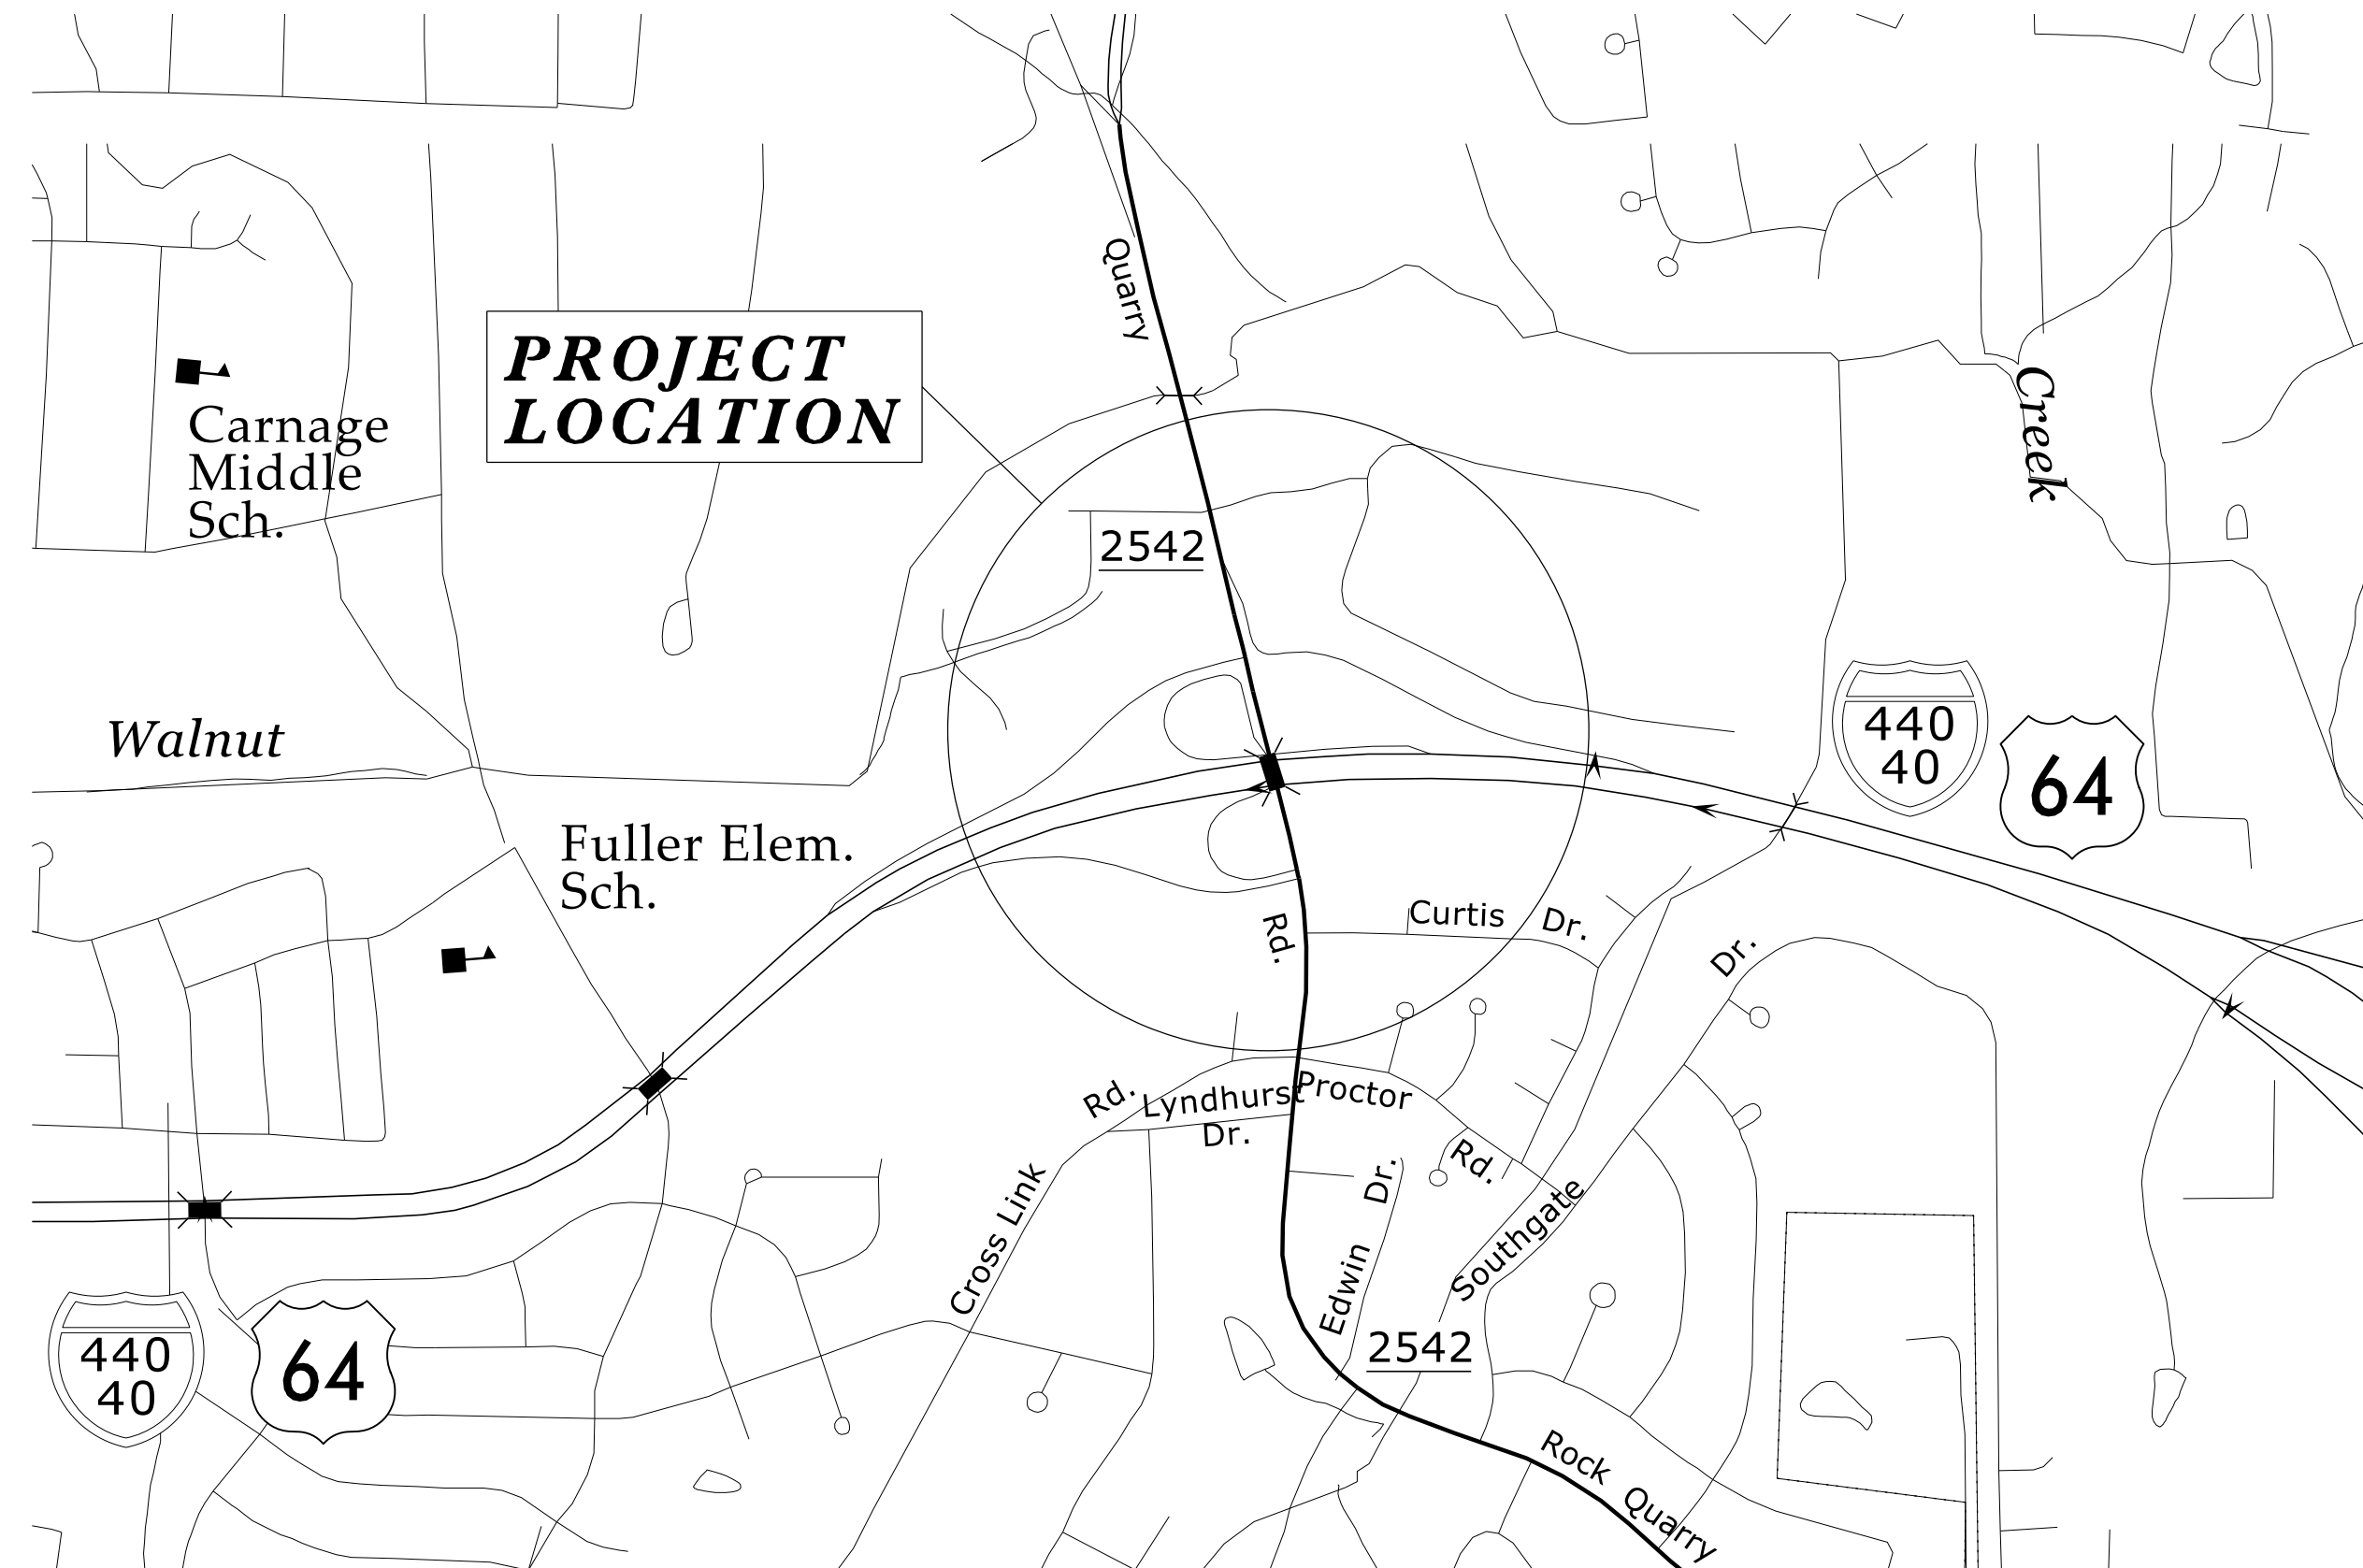 Quarry
PROJECT
LOCATION
Creek
Carnage
Middle
Sch.
2542
440
40
64
Walnut
Fuller Elem.
Sch.
Rd.
Curtis Dr.
Dr.
Rd.
Lyndhurst
Dr.
Proctor
Rd.
Cross Link
Edwin Dr.
Southgate
440
40
64
2542
Rock Quarry